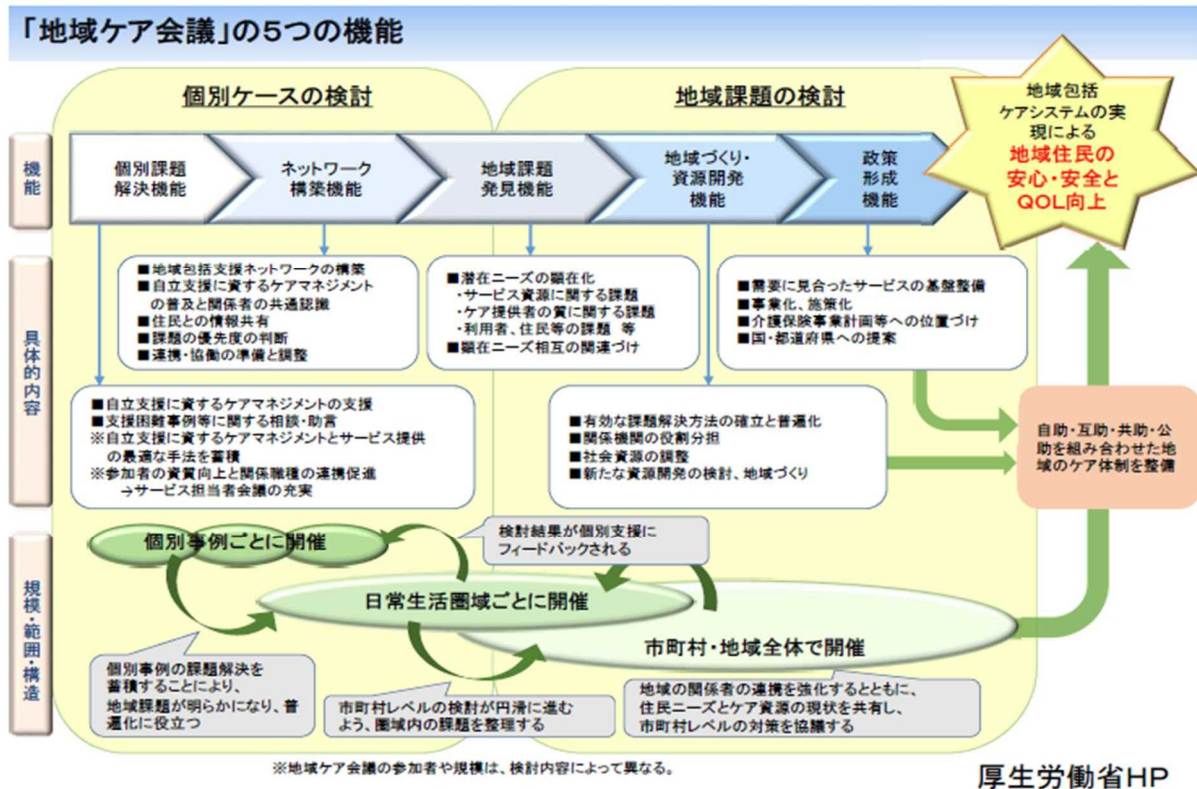 「地域ケア会議」の5つの機能
個別ケースの検討
地域課題の検討
地域包括
ケアシステムの実
現による
地域住民の
安心・安全と
QOL向上
機能
個別課題
解決機能
ネットワーク
構築機能
地域課題
発見機能
地域づくり・
資源開発
機能
政策
形成
機能
具体的内容
■地域包括支援ネットワークの構築
■自立支援に資するケアマネジメント
の普及と関係者の共通認識
■住民との情報共有
■課題の優先度の判断
■連携・協働の準備と調整
■潜在ニーズの顕在化
・サービス資源に関する課題
・ケア提供者の質に関する課題
・利用者、住民等の課題 等
■顕在ニーズ相互の関連づけ
■需要に見合ったサービスの基盤整備
■事業化、施策化
■介護保険事業計画等への位置づけ
■国・都道府県への提案
■自立支援に資するケアマネジメントの支援
■支援困難事例等に関する相談・助言
※自立支援に資するケアマネジメントとサービス提供
の最適な手法を蓄積
※参加者の資質向上と関係職種の連携促進
→サービス担当者会議の充実
■有効な課題解決方法の確立と普遍化
■関係機関の役割分担
■社会資源の調整
■新たな資源開発の検討、地域づくり
自助・互助・共助・公
助を組み合わせた地
域のケア体制を整備
規模・範囲・構造
個別事例ごとに開催
検討結果が個別支援に
フィードバックされる
日常生活圏域ごとに開催
市町村・地域全体で開催
個別事例の課題解決を
蓄積することにより、
地域課題が明らかになり、普
遍化に役立つ
市町村レベルの検討が円滑に進む
よう、圏域内の課題を整理する
地域の関係者の連携を強化するとともに、
住民ニーズとケア資源の現状を共有し、
市町村レベルの対策を協議する
※地域ケア会議の参加者や規模は、検討内容によって異なる。
厚生労働省HP